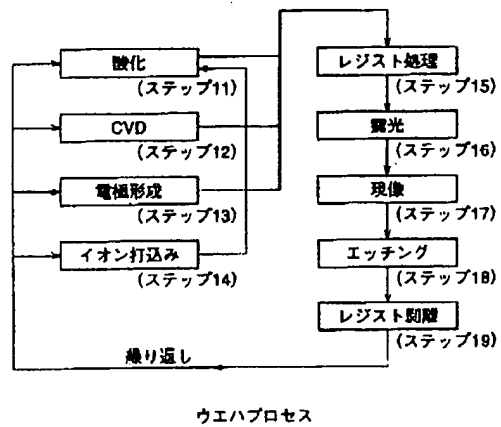 酸化
(ステップ11)
CVD
(ステップ12)
電極形成
(ステップ13)
イオン打込み
(ステップ14)
レジスト処理
(ステップ15)
露光
(ステップ16)
現像
(ステップ17)
エッチング
(ステップ18)
レジスト剥離
(ステップ19)
繰り返し
ウエハプロセス